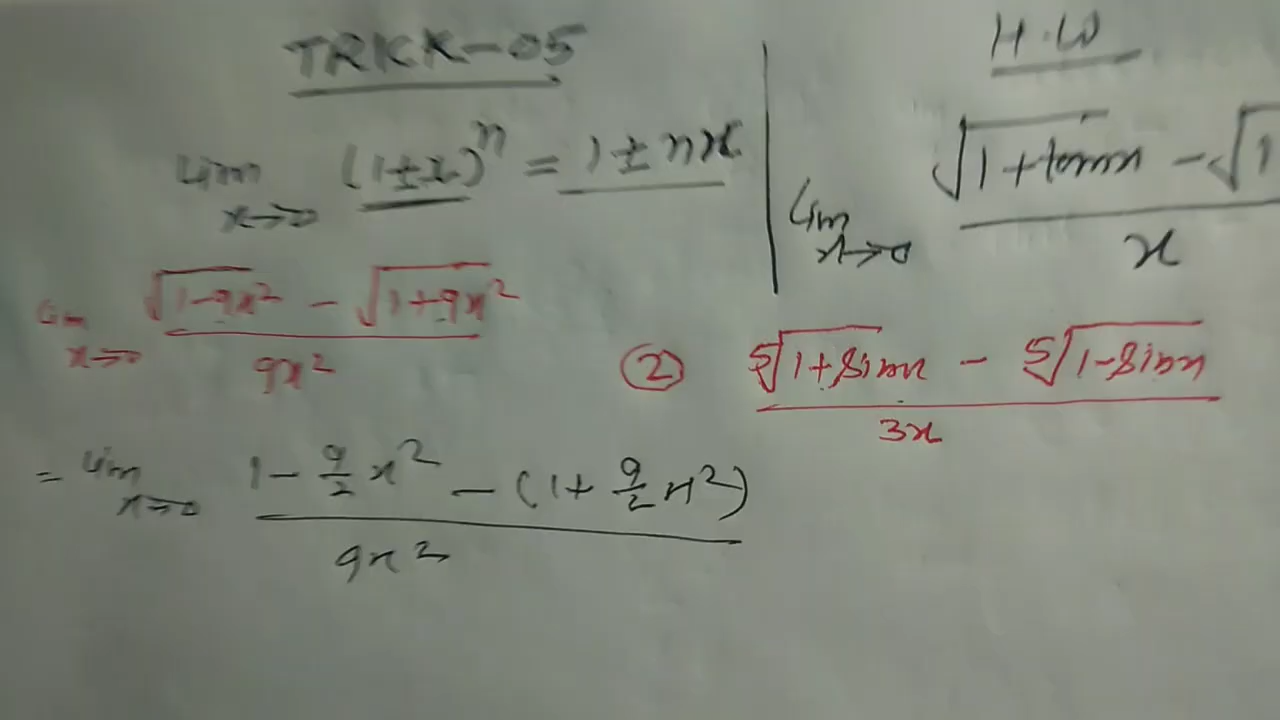 TRKK-05
Lim x→0 (1±x)^n = 1±nx
H.W
Lim x→0 √1+tanx - √1
x
Lim x→0 √1-9x² - √1+9x²
9x²
② ⁵√1+Sinx - ⁵√1-Sinx
3x
= Lim x→0 1 - 9/2 x² - (1 + 9/2 x²)
9x²